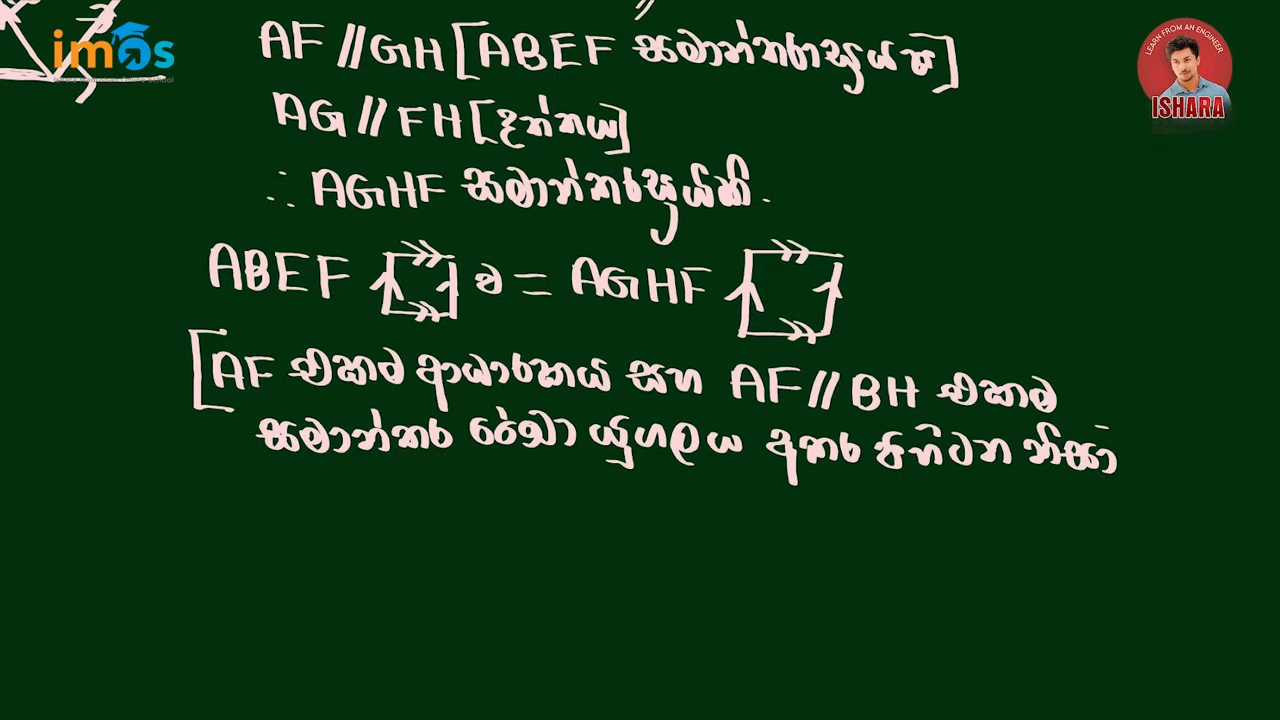 imos
LEARN FROM AN ENGINEER
ISHARA
AF // GH [ABEF සමාන්තරාස්‍රය ස]
AG // FH [දත්තය]
∴ AGHF සමාන්තරාස්‍රයකි.
ABEF ව = AGHF
[AF එකම ආධාරකය සහ AF // BH එකම
සමාන්තර රේඛා යුගලය අතර පිහිටන නිසා